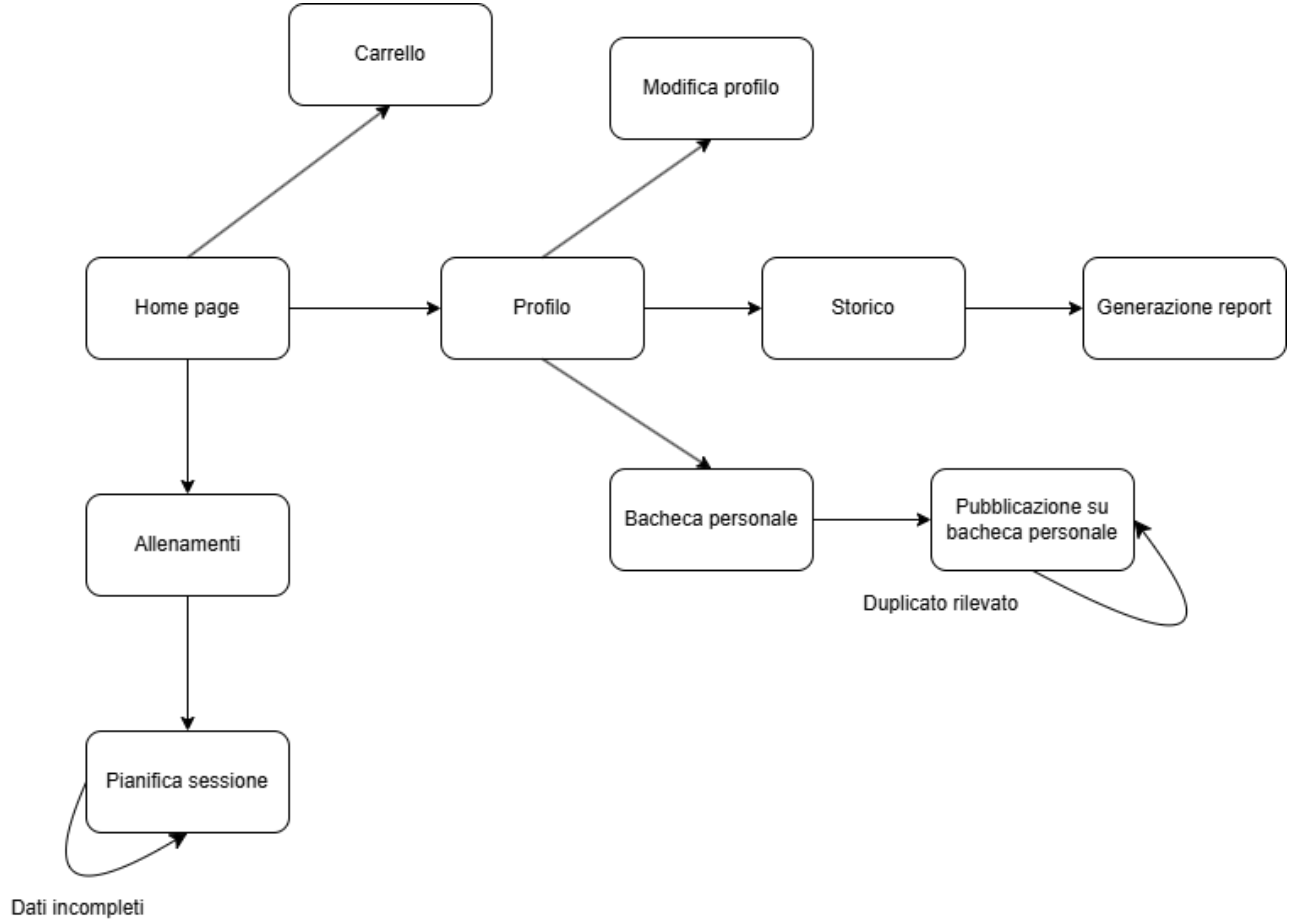 Carrello
Modifica profilo
Home page
Profilo
Storico
Generazione report
Allenamenti
Bacheca personale
Pubblicazione su
bacheca personale
Duplicato rilevato
Pianifica sessione
Dati incompleti